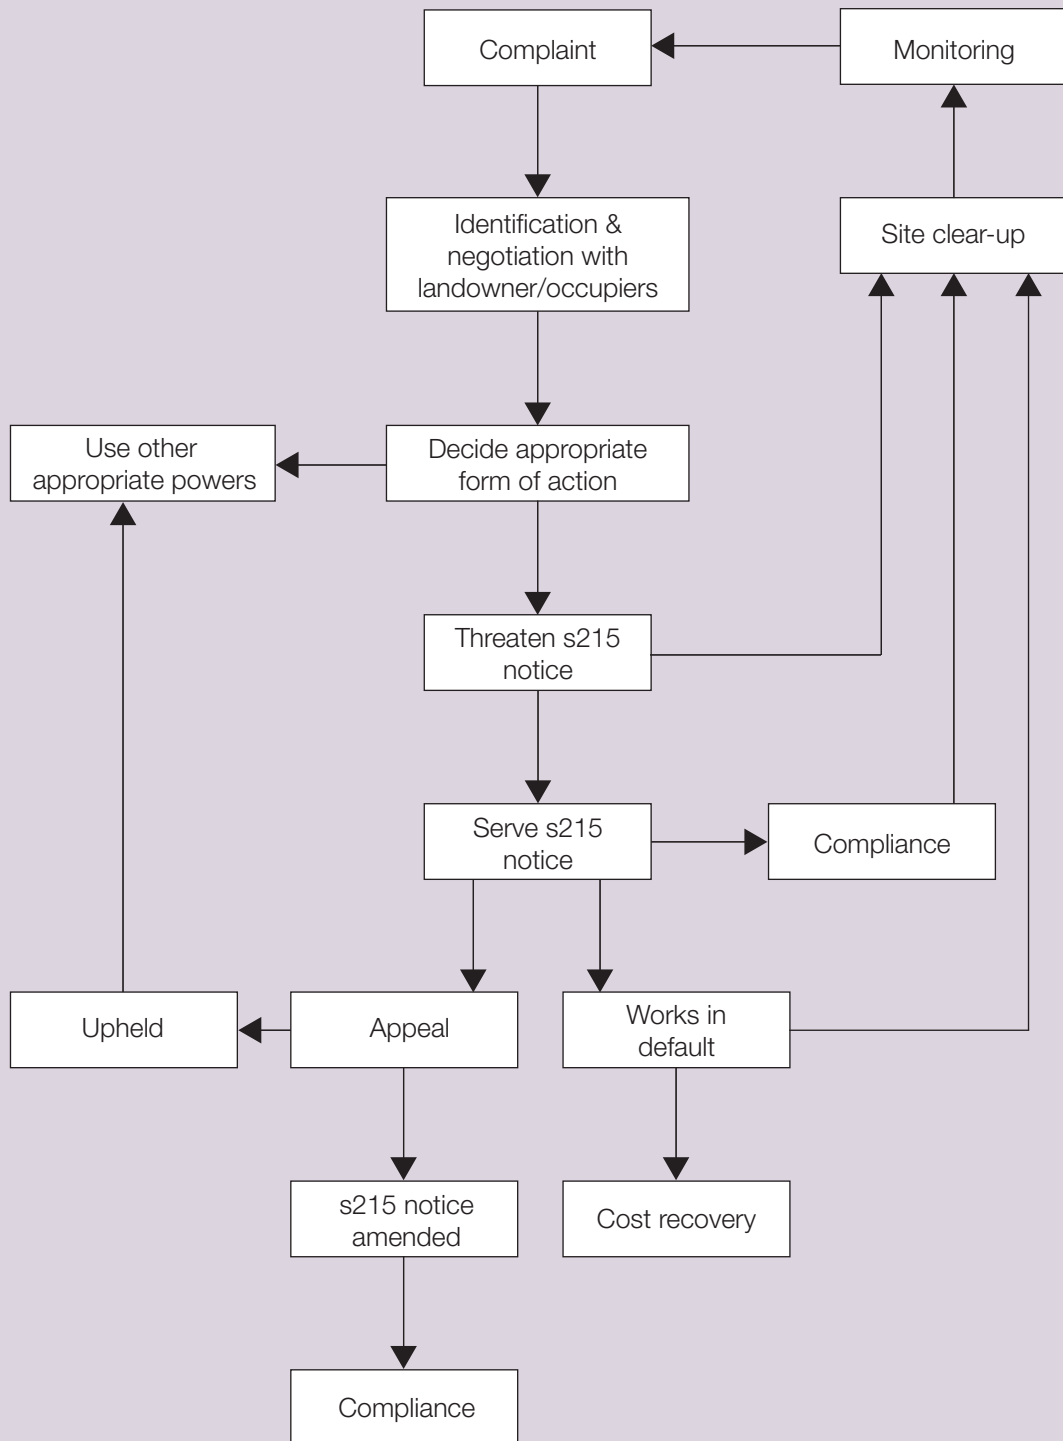 Complaint
Monitoring
Identification &
negotiation with
landowner/occupiers
Site clear-up
Use other
appropriate powers
Decide appropriate
form of action
Threaten s215
notice
Serve s215
notice
Compliance
Upheld
Appeal
Works in
default
s215 notice
amended
Cost recovery
Compliance